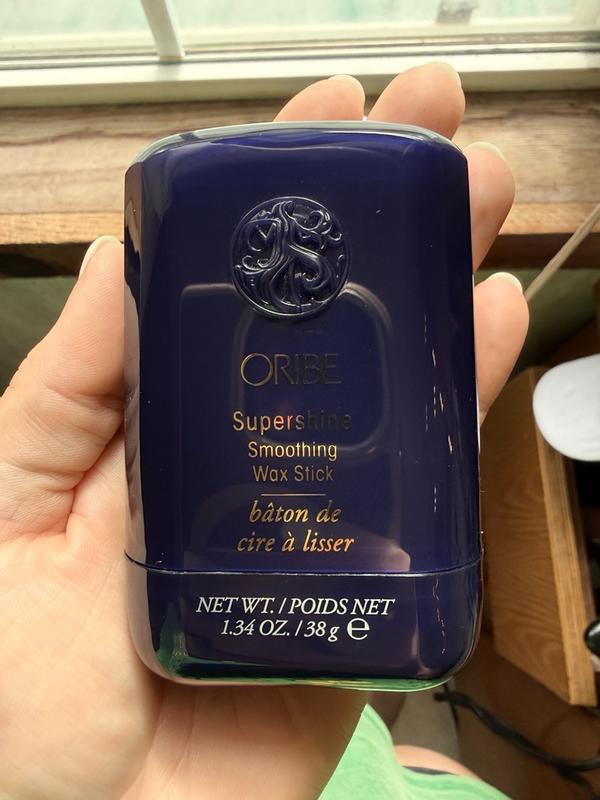 ORIBE
Supershine
Smoothing
Wax Stick
bâton de
cire à lisser
NET WT. / POIDS NET
1.34 OZ. / 38 g ℮